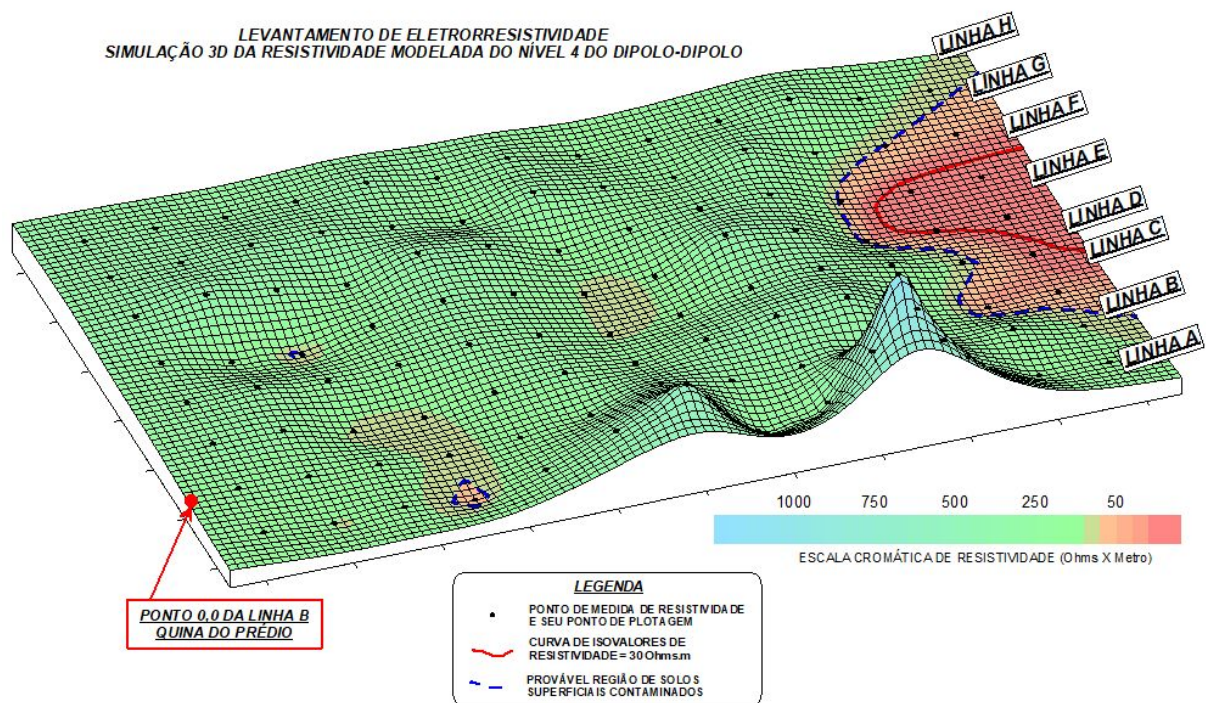 LEVANTAMENTO DE ELETRORRESISTIVIDADE
SIMULAÇÃO 3D DA RESISTIVIDADE MODELADA DO NÍVEL 4 DO DIPOLO-DIPOLO
LINHA H
LINHA G
LINHA F
LINHA E
LINHA D
LINHA C
LINHA B
LINHA A
1000 750 500 250 50
ESCALA CROMÁTICA DE RESISTIVIDADE (Ohms X Metro)
PONTO 0,0 DA LINHA B
QUINA DO PRÉDIO
LEGENDA
PONTO DE MEDIDA DE RESISTIVIDADE
E SEU PONTO DE PLOTAGEM
CURVA DE ISOVALORES DE
RESISTIVIDADE = 30 Ohms.m
PROVÁVEL REGIÃO DE SOLOS
SUPERFICIAIS CONTAMINADOS